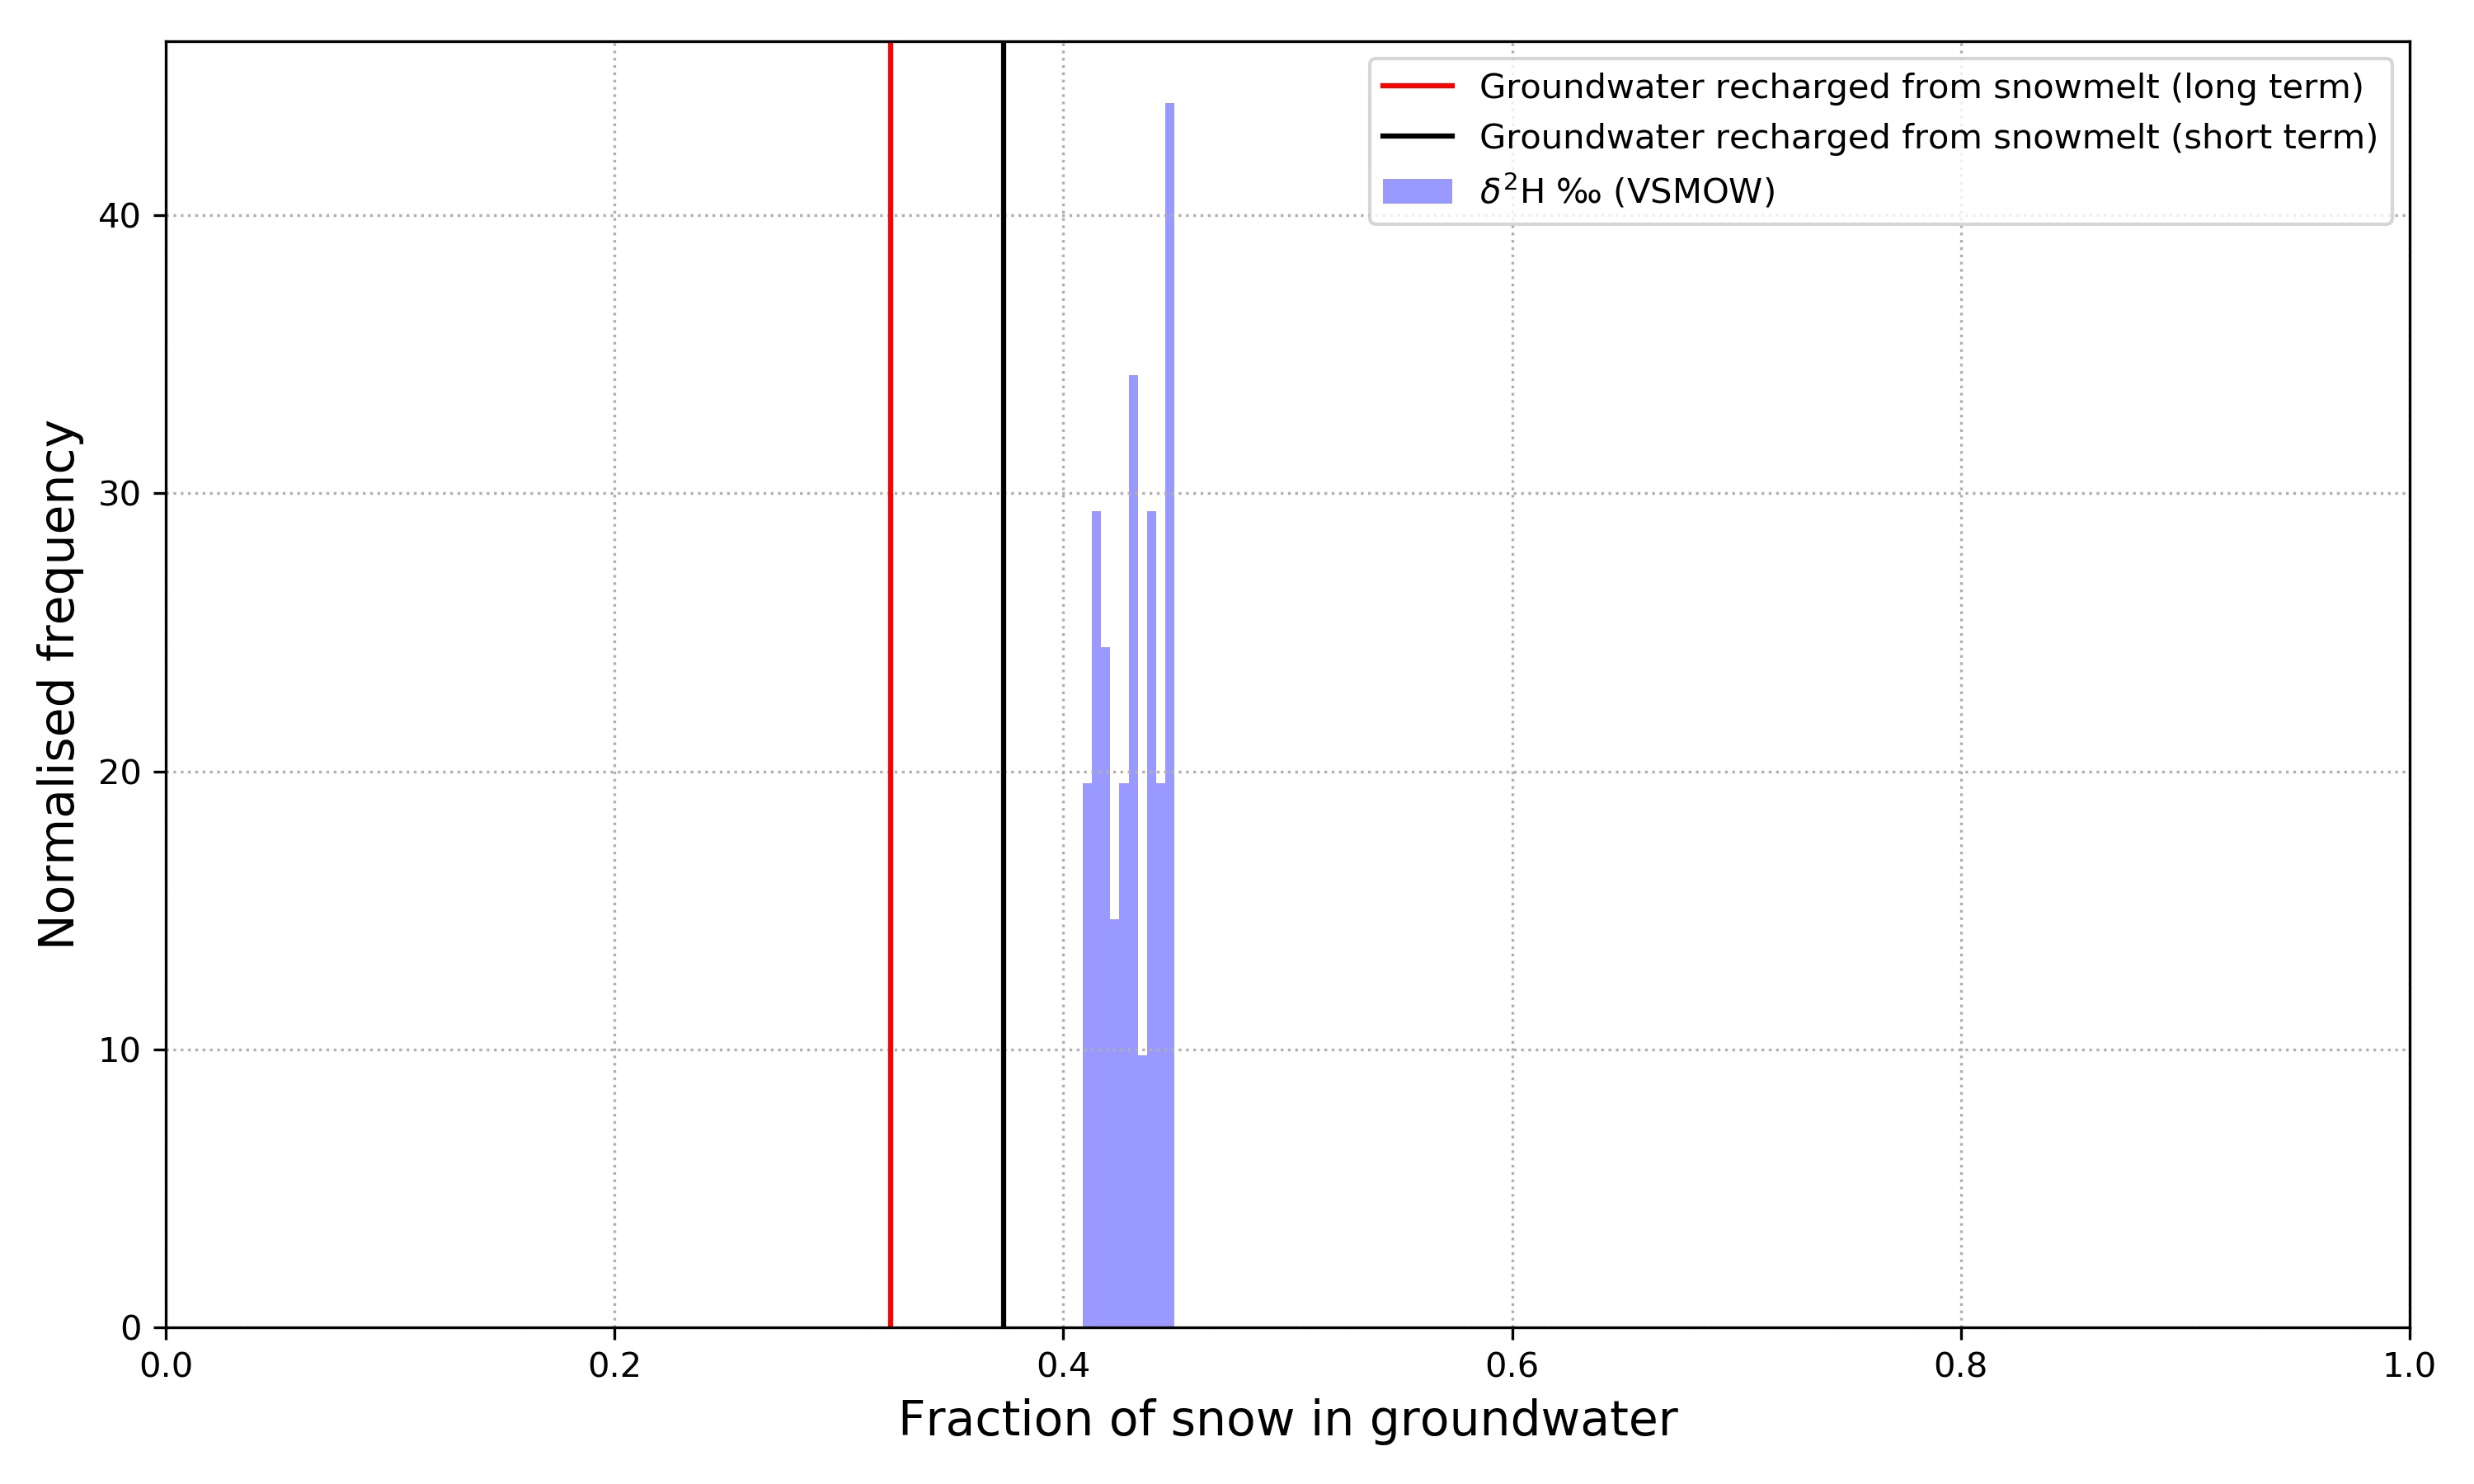 Groundwater recharged from snowmelt (long term)
Groundwater recharged from snowmelt (short term)
δ²H ‰ (VSMOW)
Normalised frequency
40
30
20
10
0
0.0 0.2 0.4 0.6 0.8 1.0
Fraction of snow in groundwater